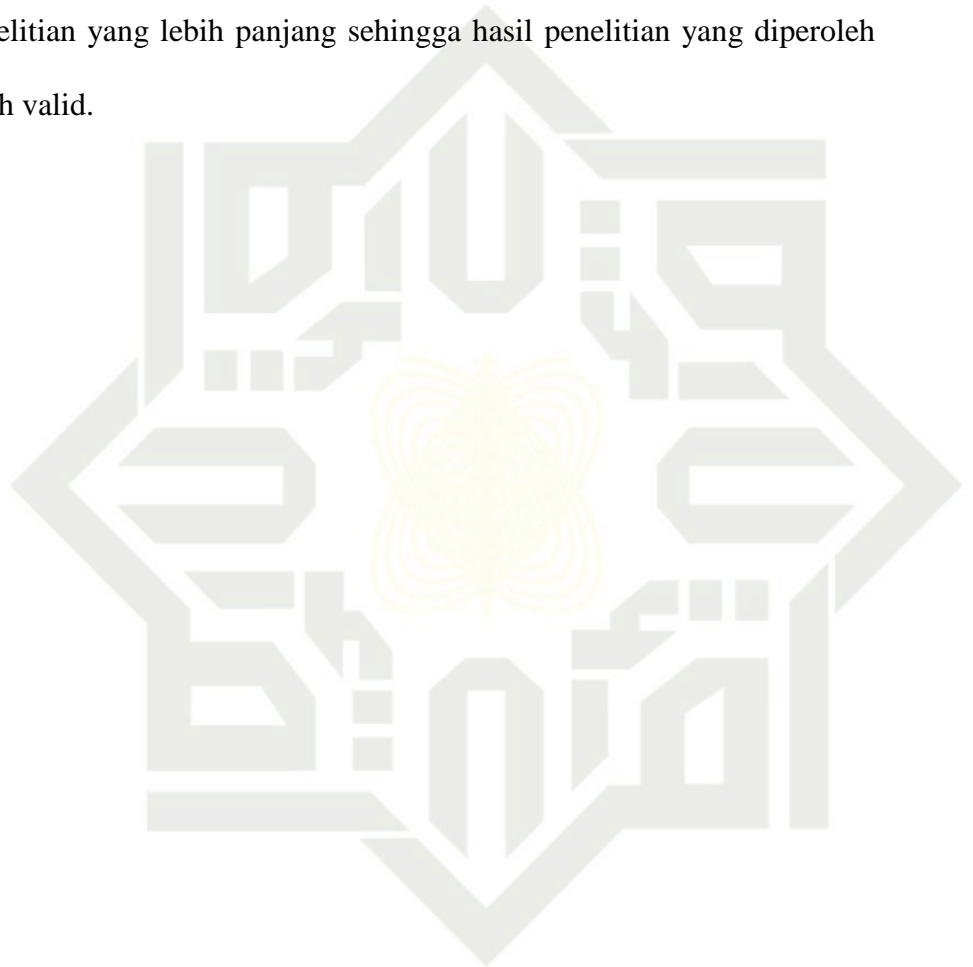 elitian yang lebih panjang sehingga hasil penelitian yang diperoleh
h valid.